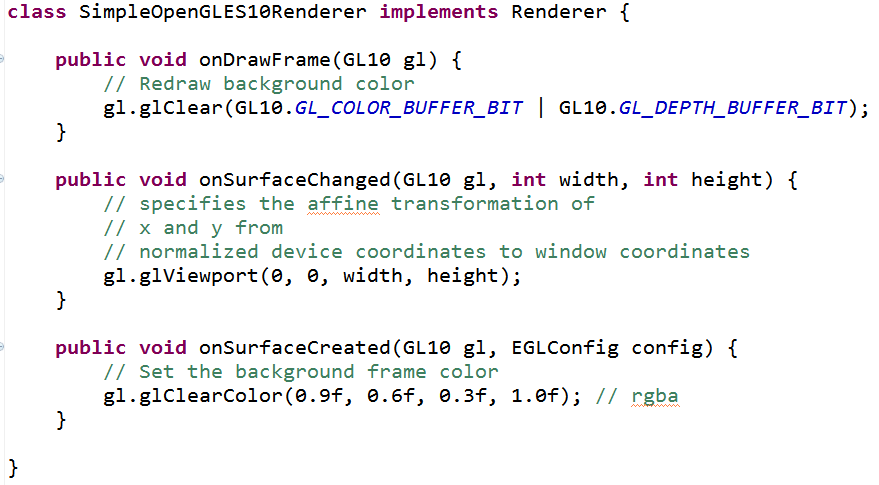 class SimpleOpenGLES10Renderer implements Renderer {
public void onDrawFrame(GL10 gl) {
// Redraw background color
gl.glClear(GL10.GL_COLOR_BUFFER_BIT | GL10.GL_DEPTH_BUFFER_BIT);
}
public void onSurfaceChanged(GL10 gl, int width, int height) {
// specifies the affine transformation of
// x and y from
// normalized device coordinates to window coordinates
gl.glViewport(0, 0, width, height);
}
public void onSurfaceCreated(GL10 gl, EGLConfig config) {
// Set the background frame color
gl.glClearColor(0.9f, 0.6f, 0.3f, 1.0f); // rgba
}
}